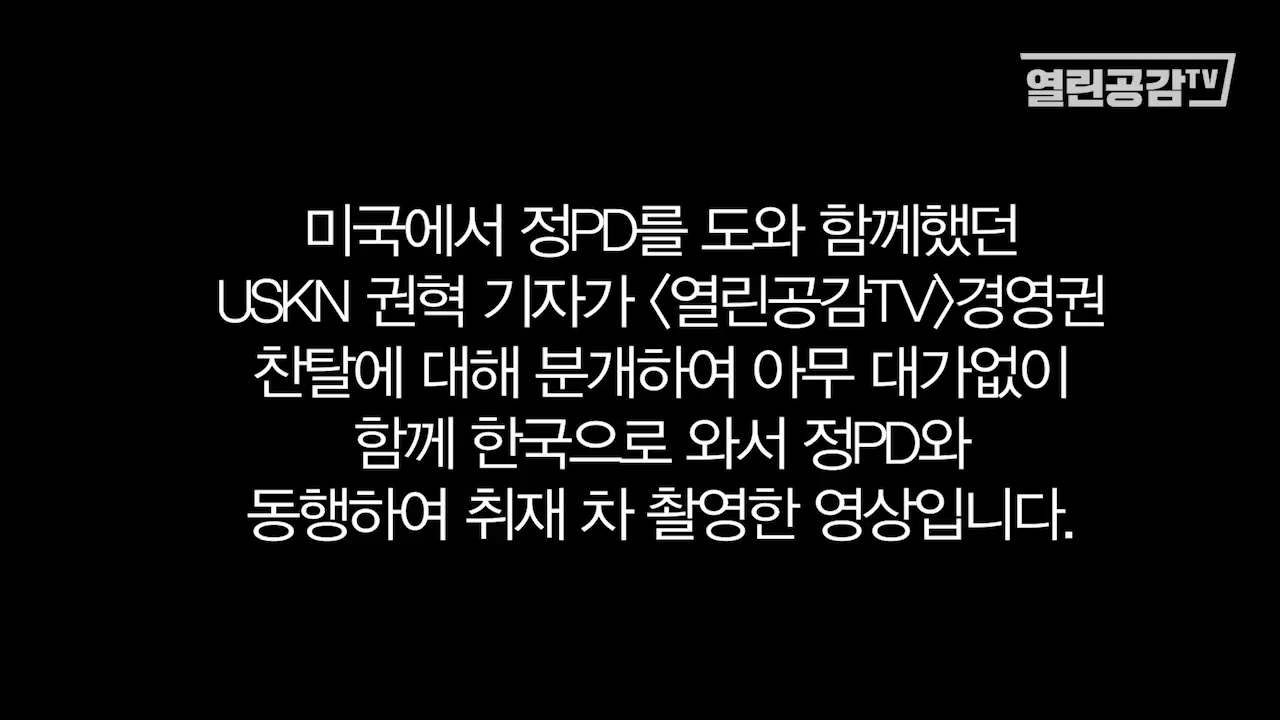 열린공감TV
미국에서 정PD를 도와 함께했던
USKN 권혁 기자가 <열린공감TV>경영권
찬탈에 대해 분개하여 아무 대가없이
함께 한국으로 와서 정PD와
동행하여 취재 차 촬영한 영상입니다.